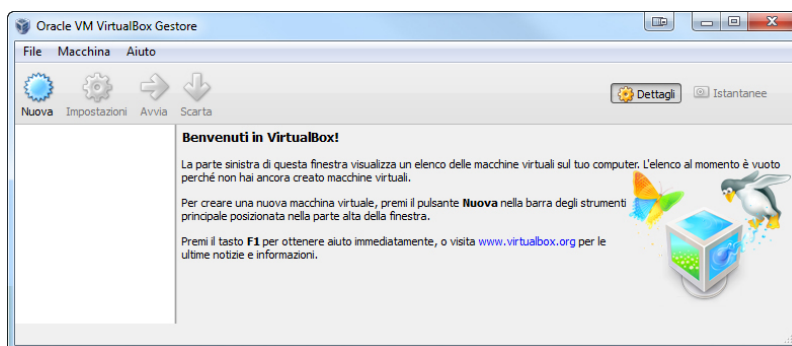 Oracle VM VirtualBox Gestore
File Macchina Aiuto
Nuova Impostazioni Avvia Scarta Dettagli Istantanee
Benvenuti in VirtualBox!
La parte sinistra di questa finestra visualizza un elenco delle macchine virtuali sul tuo computer. L'elenco al momento è vuoto
perché non hai ancora creato macchine virtuali.
Per creare una nuova macchina virtuale, premi il pulsante Nuova nella barra degli strumenti
principale posizionata nella parte alta della finestra.
Premi il tasto F1 per ottenere aiuto immediatamente, o visita www.virtualbox.org per le
ultime notizie e informazioni.